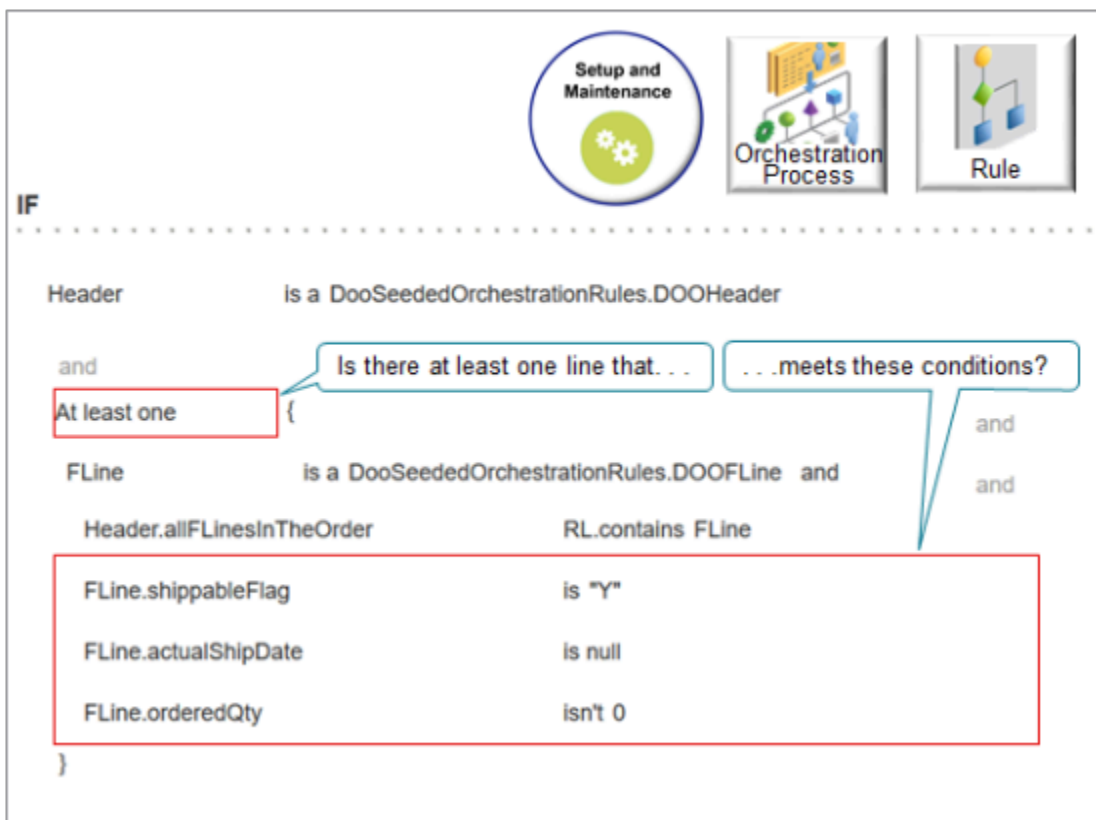 Setup and
Maintenance
Orchestration
Process
Rule
IF
Header is a DooSeededOrchestrationRules.DOOHeader
and
Is there at least one line that. . .
. . .meets these conditions?
At least one {
and
FLine is a DooSeededOrchestrationRules.DOOFLine and
and
Header.allFLinesInTheOrder RL.contains FLine
FLine.shippableFlag is "Y"
FLine.actualShipDate is null
FLine.orderedQty isn't 0
}